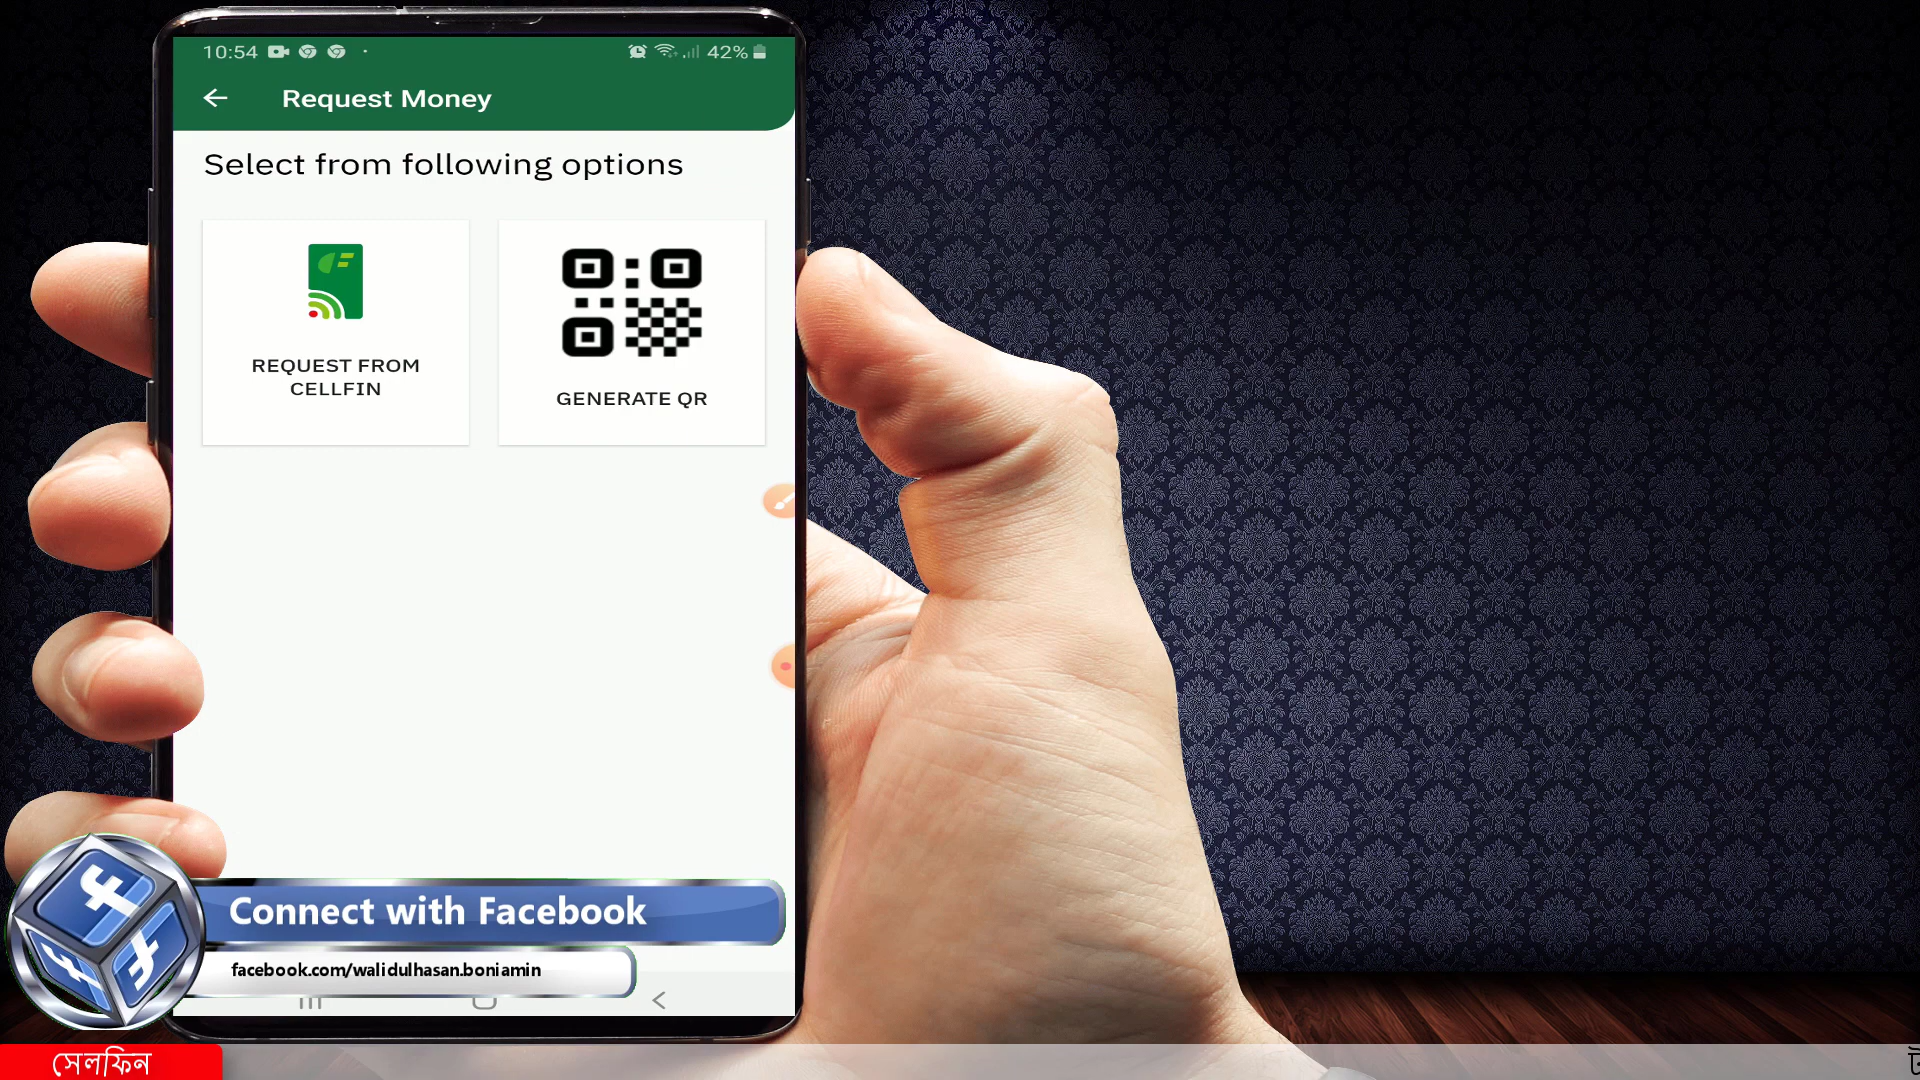 10:54
42%
Request Money
Select from following options
REQUEST FROM
CELLFIN
GENERATE QR
Connect with Facebook
facebook.com/walidulhasan.boniamin
সেলফিন